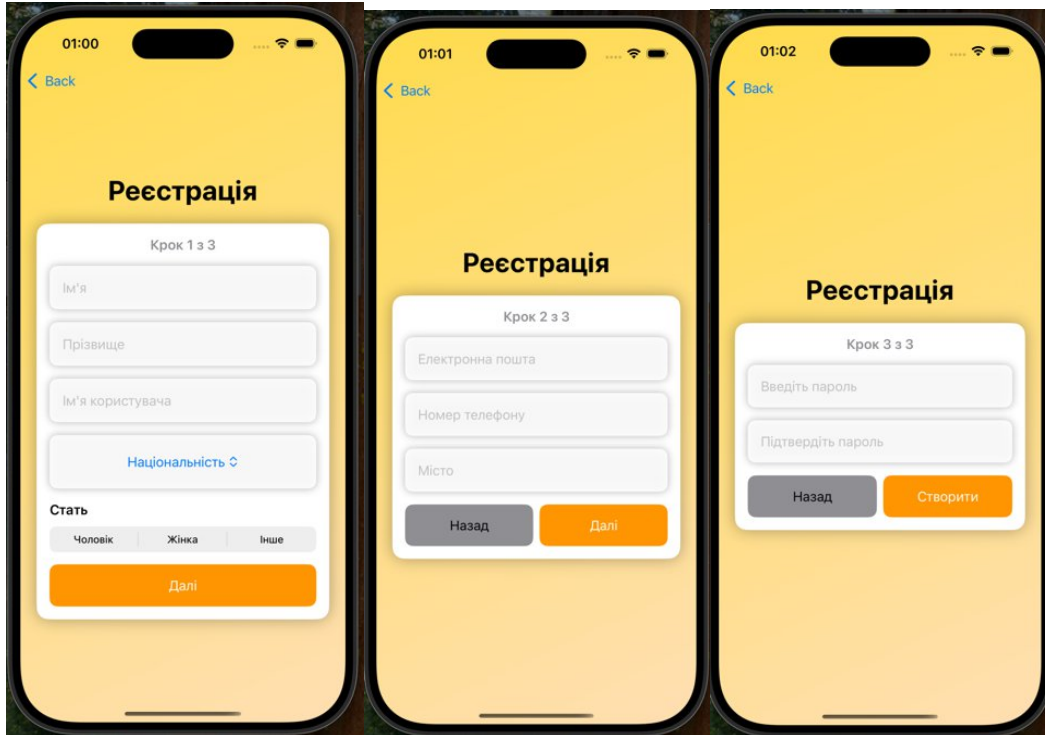 01:00
Back
Реєстрація
Крок 1 з 3
Ім'я
Прізвище
Ім'я користувача
Національність
Стать
Чоловік Жінка Інше
Далі
01:01
Back
Реєстрація
Крок 2 з 3
Електронна пошта
Номер телефону
Місто
Назад Далі
01:02
Back
Реєстрація
Крок 3 з 3
Введіть пароль
Підтвердіть пароль
Назад Створити